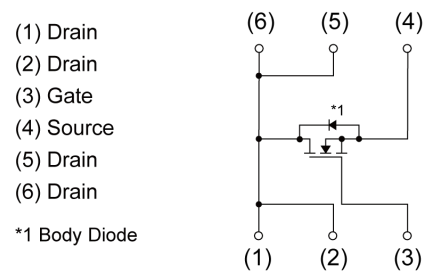 (1) Drain
(2) Drain
(3) Gate
(4) Source
(5) Drain
(6) Drain
*1 Body Diode
(6) (5) (4)
*1
(1) (2) (3)